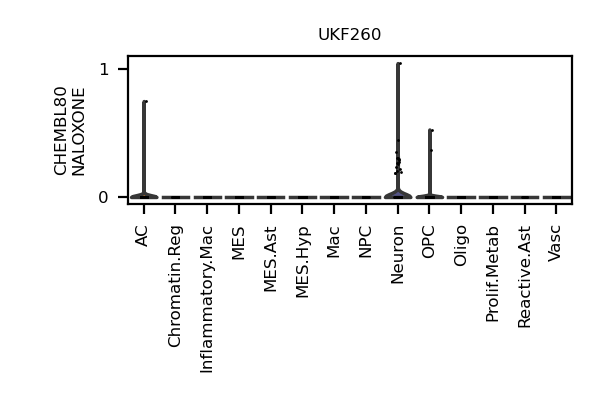 UKF260
CHEMBL80
NALOXONE
1
0
AC
Chromatin.Reg
Inflammatory.Mac
MES
MES.Ast
MES.Hyp
Mac
NPC
Neuron
OPC
Oligo
Prolif.Metab
Reactive.Ast
Vasc